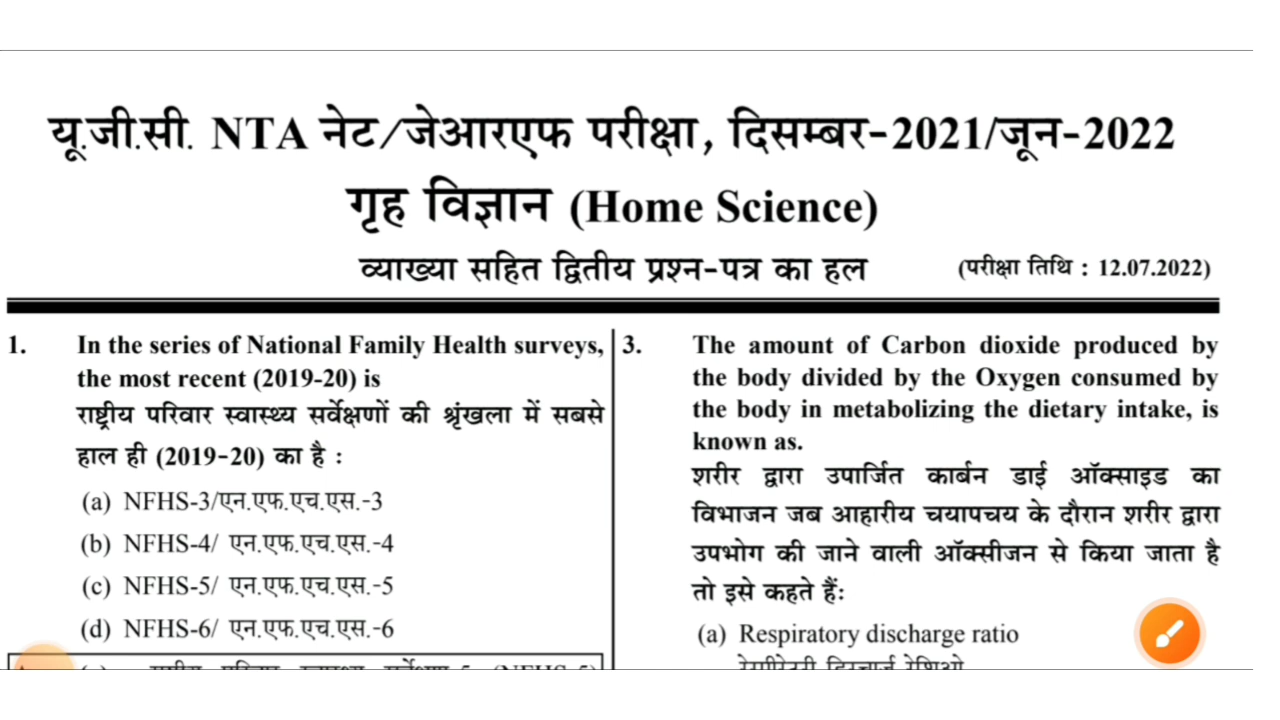 यू.जी.सी. NTA नेट/जेआरएफ परीक्षा, दिसम्बर-2021/जून-2022
गृह विज्ञान (Home Science)
व्याख्या सहित द्वितीय प्रश्न-पत्र का हल
(परीक्षा तिथि : 12.07.2022)
1. In the series of National Family Health surveys,
the most recent (2019-20) is
राष्ट्रीय परिवार स्वास्थ्य सर्वेक्षणों की श्रृंखला में सबसे
हाल ही (2019-20) का है :
(a) NFHS-3/एन.एफ.एच.एस.-3
(b) NFHS-4/ एन.एफ.एच.एस.-4
(c) NFHS-5/ एन.एफ.एच.एस.-5
(d) NFHS-6/ एन.एफ.एच.एस.-6
3. The amount of Carbon dioxide produced by
the body divided by the Oxygen consumed by
the body in metabolizing the dietary intake, is
known as.
शरीर द्वारा उपार्जित कार्बन डाई ऑक्साइड का
विभाजन जब आहारीय चयापचय के दौरान शरीर द्वारा
उपभोग की जाने वाली ऑक्सीजन से किया जाता है
तो इसे कहते हैं:
(a) Respiratory discharge ratio